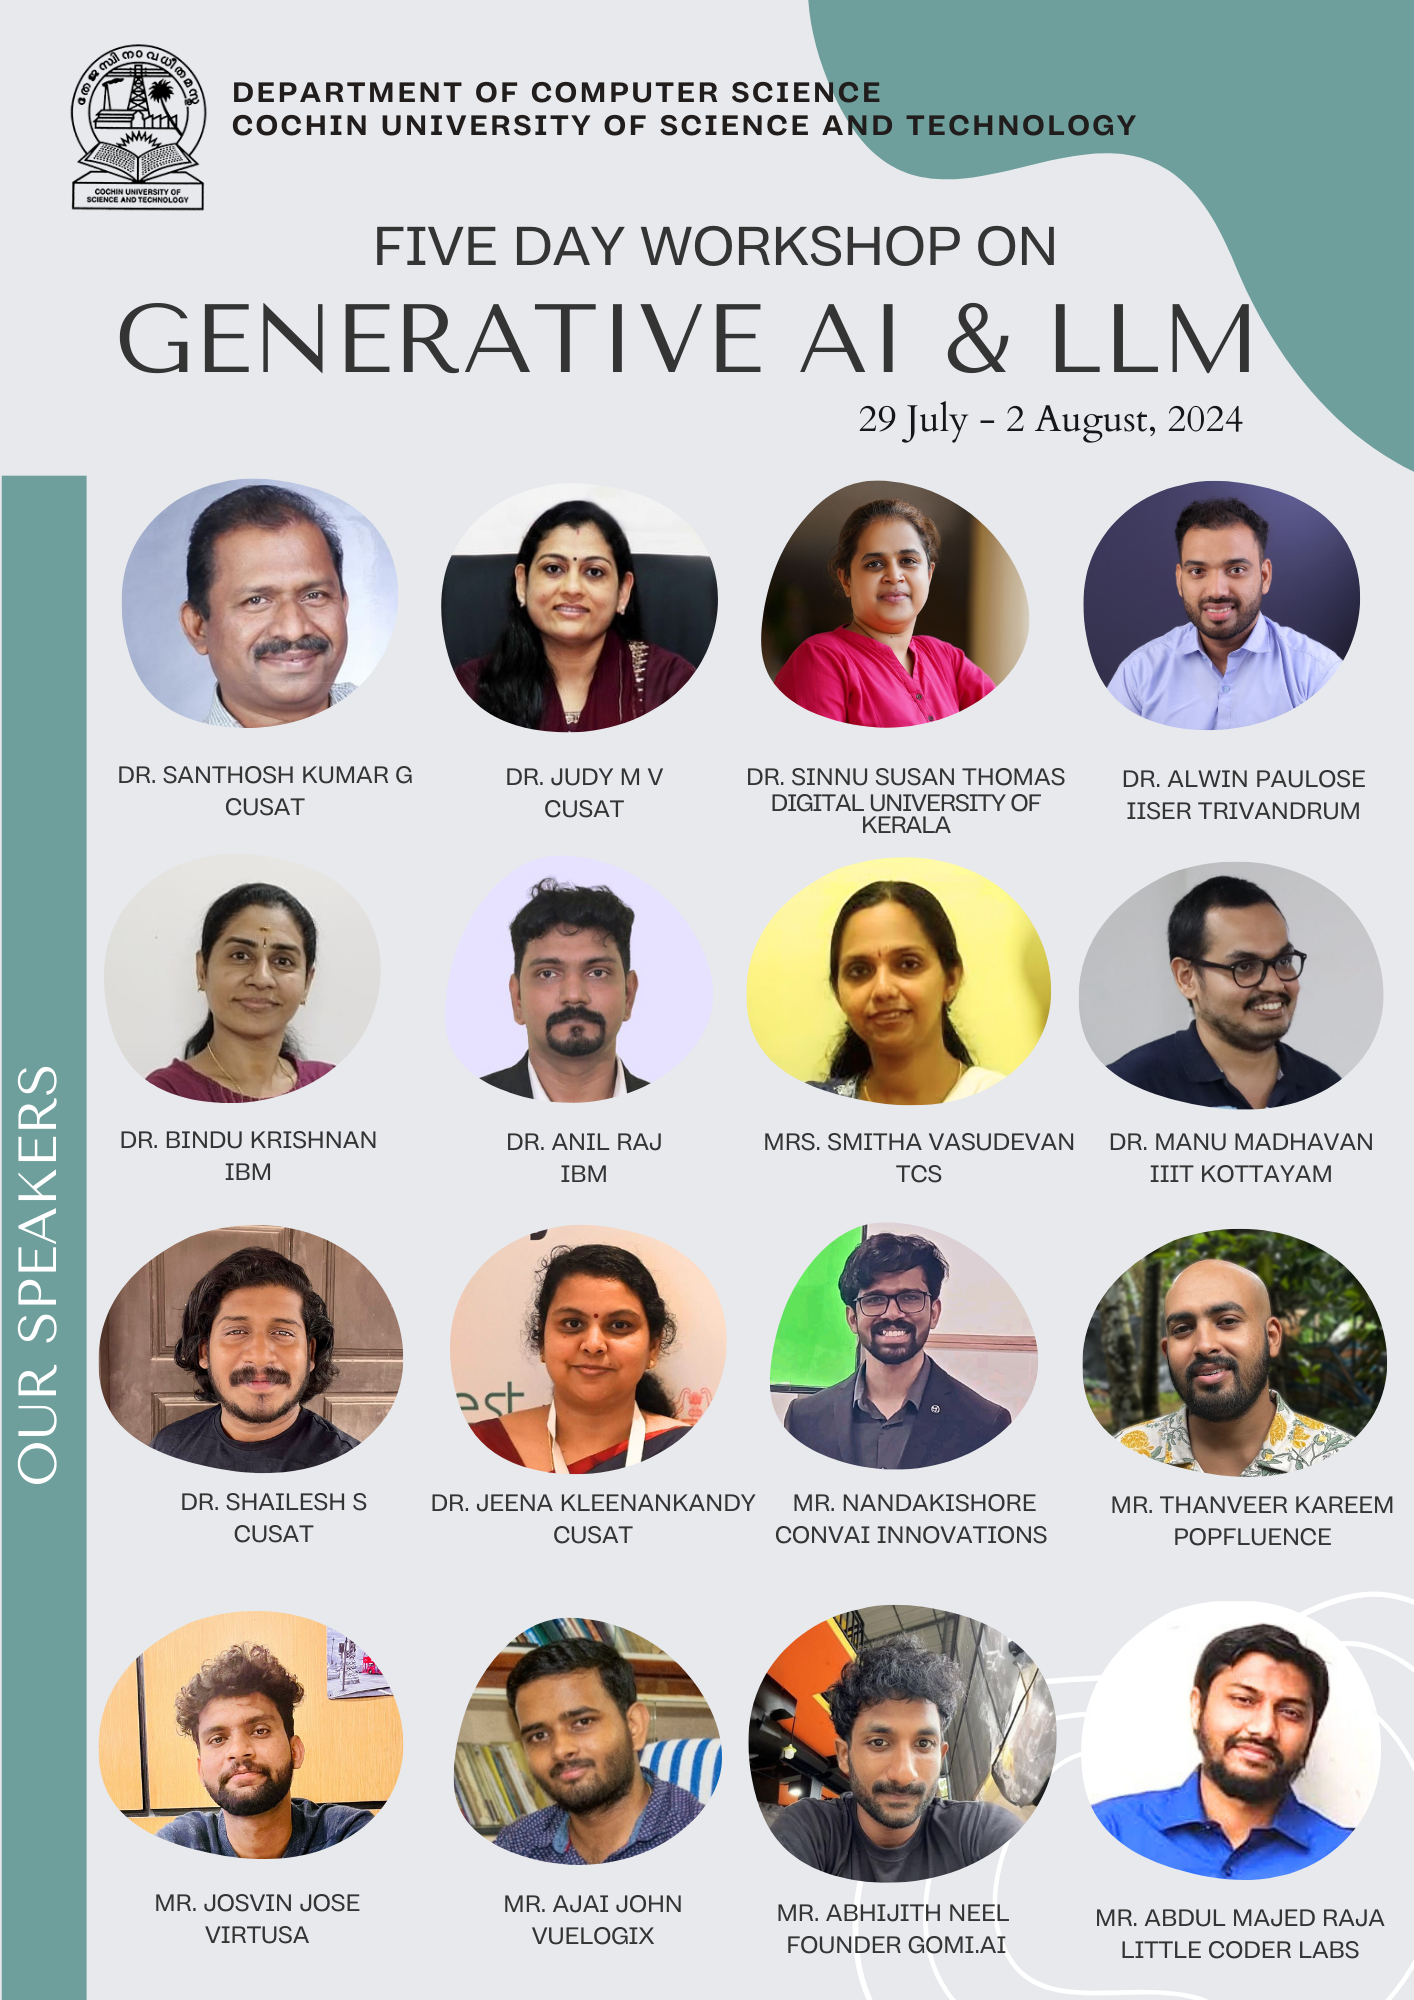 തേജസ്വിനാവധീതമസ്തു
COCHIN UNIVERSITY OF
SCIENCE AND TECHNOLOGY
DEPARTMENT OF COMPUTER SCIENCE
COCHIN UNIVERSITY OF SCIENCE AND TECHNOLOGY
FIVE DAY WORKSHOP ON
GENERATIVE AI & LLM
29 July - 2 August, 2024
OUR SPEAKERS
DR. SANTHOSH KUMAR G
CUSAT
DR. JUDY M V
CUSAT
DR. SINNU SUSAN THOMAS
DIGITAL UNIVERSITY OF
KERALA
DR. ALWIN PAULOSE
IISER TRIVANDRUM
DR. BINDU KRISHNAN
IBM
DR. ANIL RAJ
IBM
MRS. SMITHA VASUDEVAN
TCS
DR. MANU MADHAVAN
IIIT KOTTAYAM
DR. SHAILESH S
CUSAT
est
DR. JEENA KLEENANKANDY
CUSAT
MR. NANDAKISHORE
CONVAI INNOVATIONS
MR. THANVEER KAREEM
POPFLUENCE
MR. JOSVIN JOSE
VIRTUSA
MR. AJAI JOHN
VUELOGIX
MR. ABHIJITH NEEL
FOUNDER GOMI.AI
MR. ABDUL MAJED RAJA
LITTLE CODER LABS